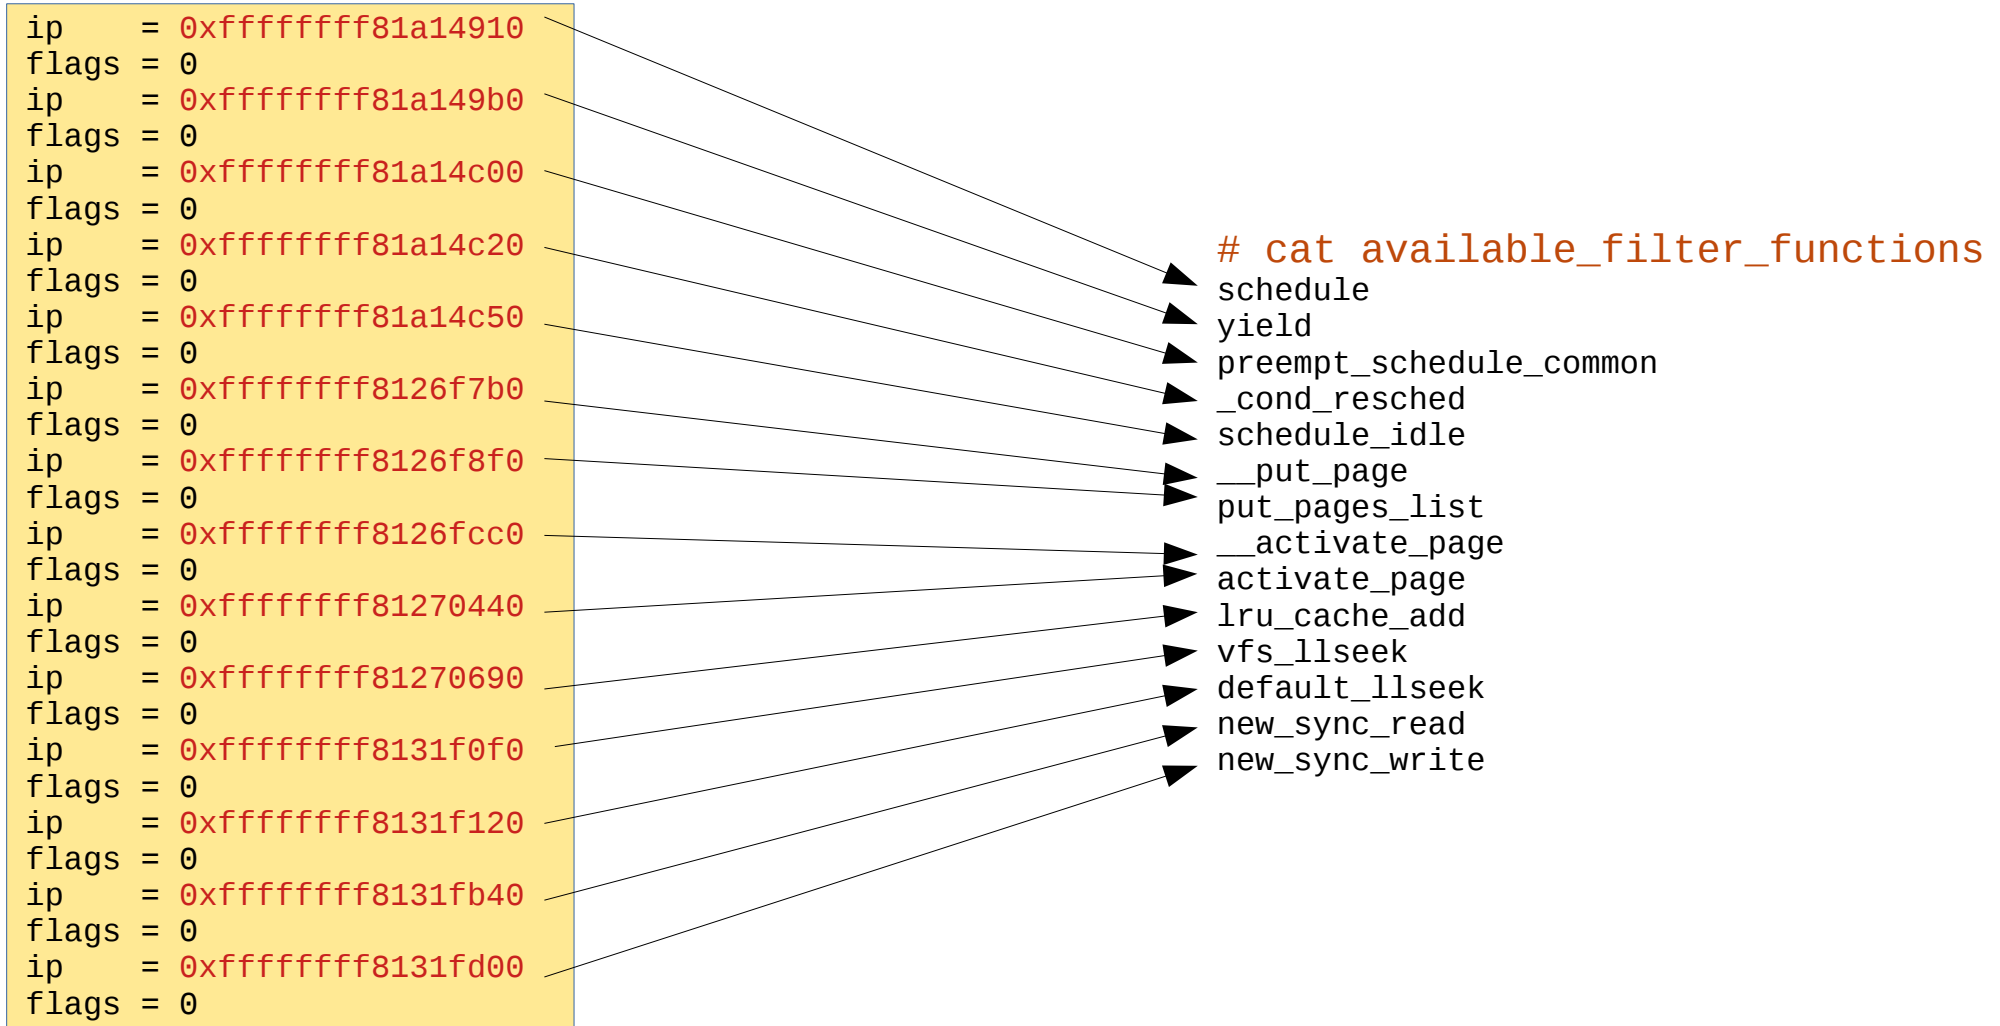 ip    = 0xffffffff81a14910
flags = 0
ip    = 0xffffffff81a149b0
flags = 0
ip    = 0xffffffff81a14c00
flags = 0
ip    = 0xffffffff81a14c20
flags = 0
ip    = 0xffffffff81a14c50
flags = 0
ip    = 0xffffffff8126f7b0
flags = 0
ip    = 0xffffffff8126f8f0
flags = 0
ip    = 0xffffffff8126fcc0
flags = 0
ip    = 0xffffffff81270440
flags = 0
ip    = 0xffffffff81270690
flags = 0
ip    = 0xffffffff8131f0f0
flags = 0
ip    = 0xffffffff8131f120
flags = 0
ip    = 0xffffffff8131fb40
flags = 0
ip    = 0xffffffff8131fd00
flags = 0
# cat available_filter_functions
schedule
yield
preempt_schedule_common
_cond_resched
schedule_idle
__put_page
put_pages_list
__activate_page
activate_page
lru_cache_add
vfs_llseek
default_llseek
new_sync_read
new_sync_write